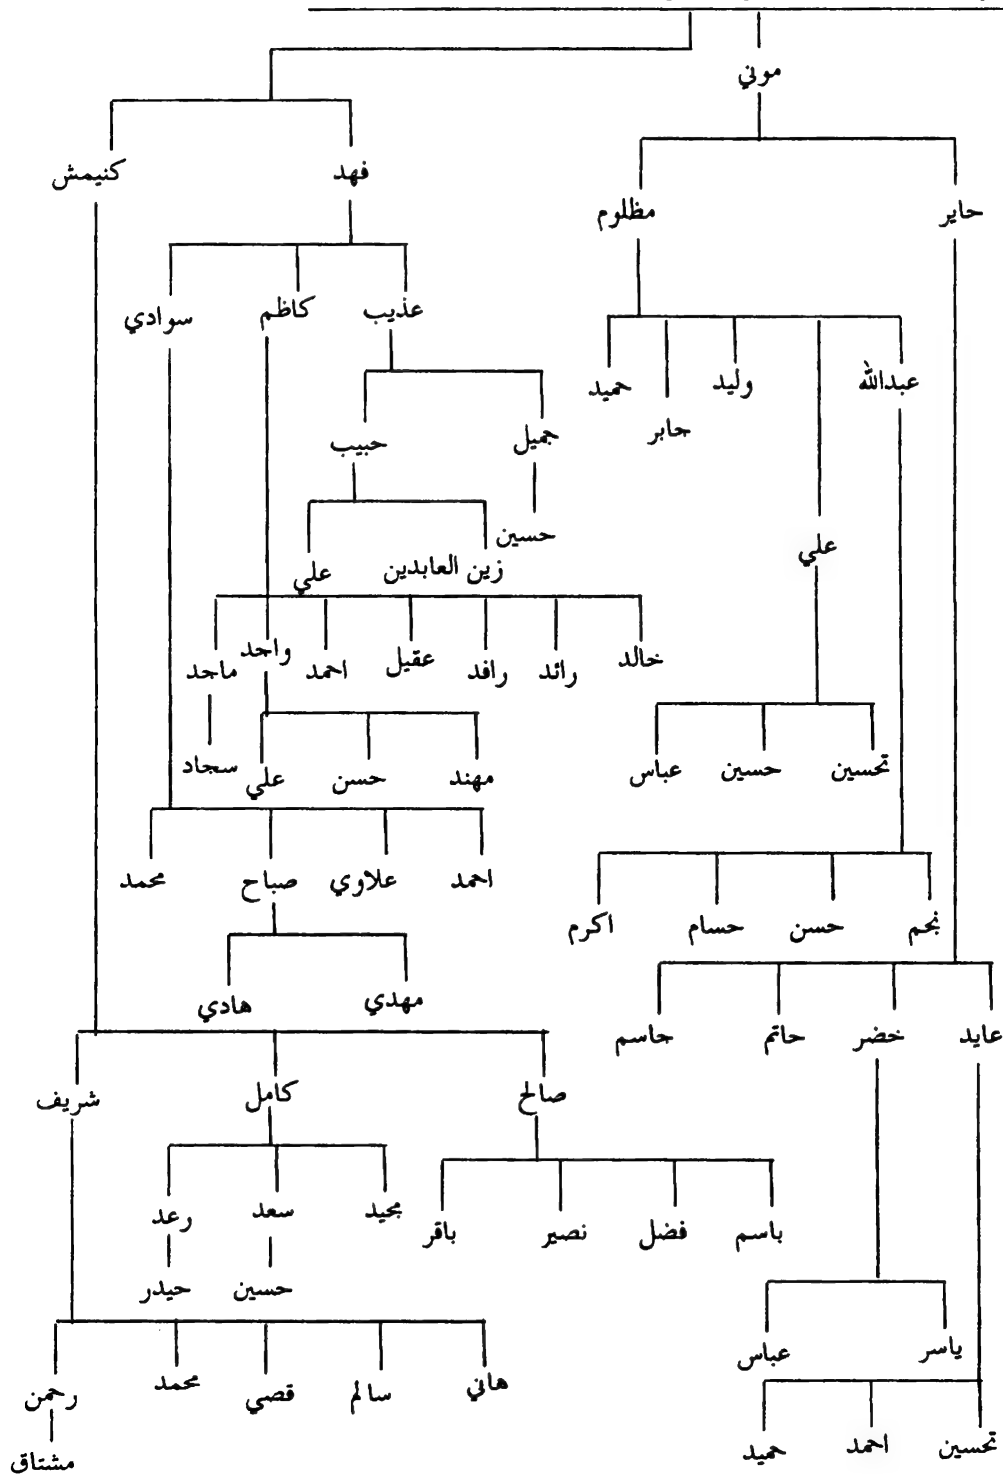 موني
كنيمش فهد
مظلوم حاير
سوادي كاظم عذيب
حميد جابر وليد عبدالله
حبيب جميل
حسين
علي زين العابدين
علي
ماجد واحد احمد عقيل رافد رائد خالد
سجاد
علي حسن مهند
عباس حسين تحسين
محمد صباح علاوي احمد
اكرم حسام حسن نجم
هادي مهدي
جاسم حاتم خضر عايد
شريف كامل صالح
رعد سعد مجيد
باقر نصير فضل باسم
حيدر حسين
عباس ياسر
رحمن محمد قصي سالم هاني
مشتاق
حميد احمد تحسين